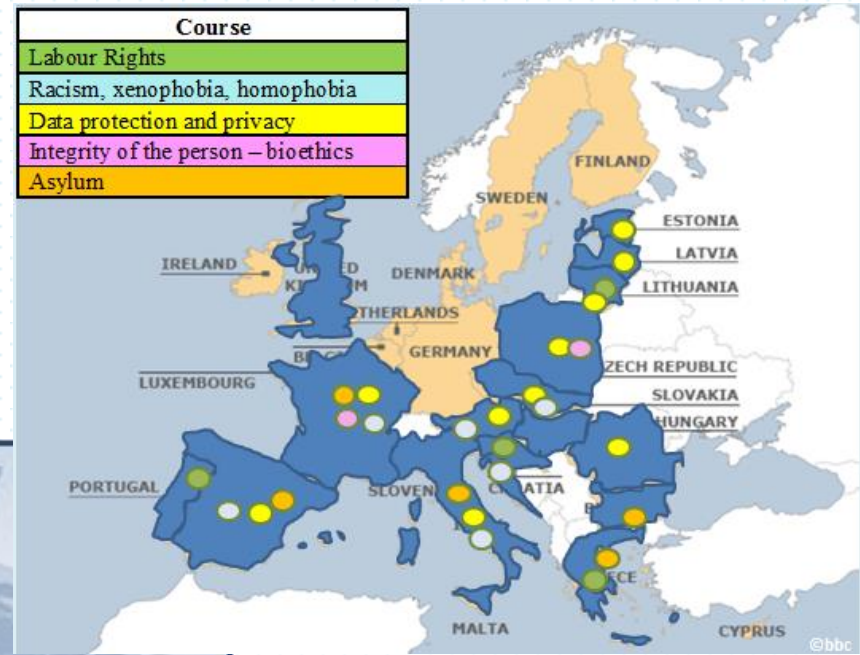 Course
Labour Rights
Racism, xenophobia, homophobia
Data protection and privacy
Integrity of the person – bioethics
Asylum
FINLAND
SWEDEN
ESTONIA
LATVIA
IRELAND
DENMARK
LITHUANIA
THERLANDS
GERMANY
ZECH REPUBLIC
LUXEMBOURG
SLOVAKIA
HUNGARY
PORTUGAL
SLOVEN
MALTA
CYPRUS
©bbc